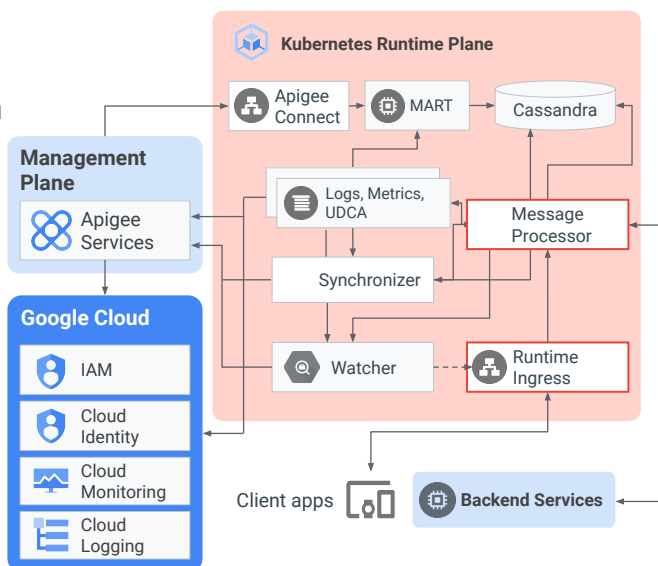 Kubernetes Runtime Plane
Apigee
Connect
MART
Cassandra
Management
Plane
Apigee
Services
Logs, Metrics,
UDCA
Message
Processor
Synchronizer
Google Cloud
IAM
Cloud
Identity
Cloud
Monitoring
Cloud
Logging
Watcher
Runtime
Ingress
Client apps
Backend Services